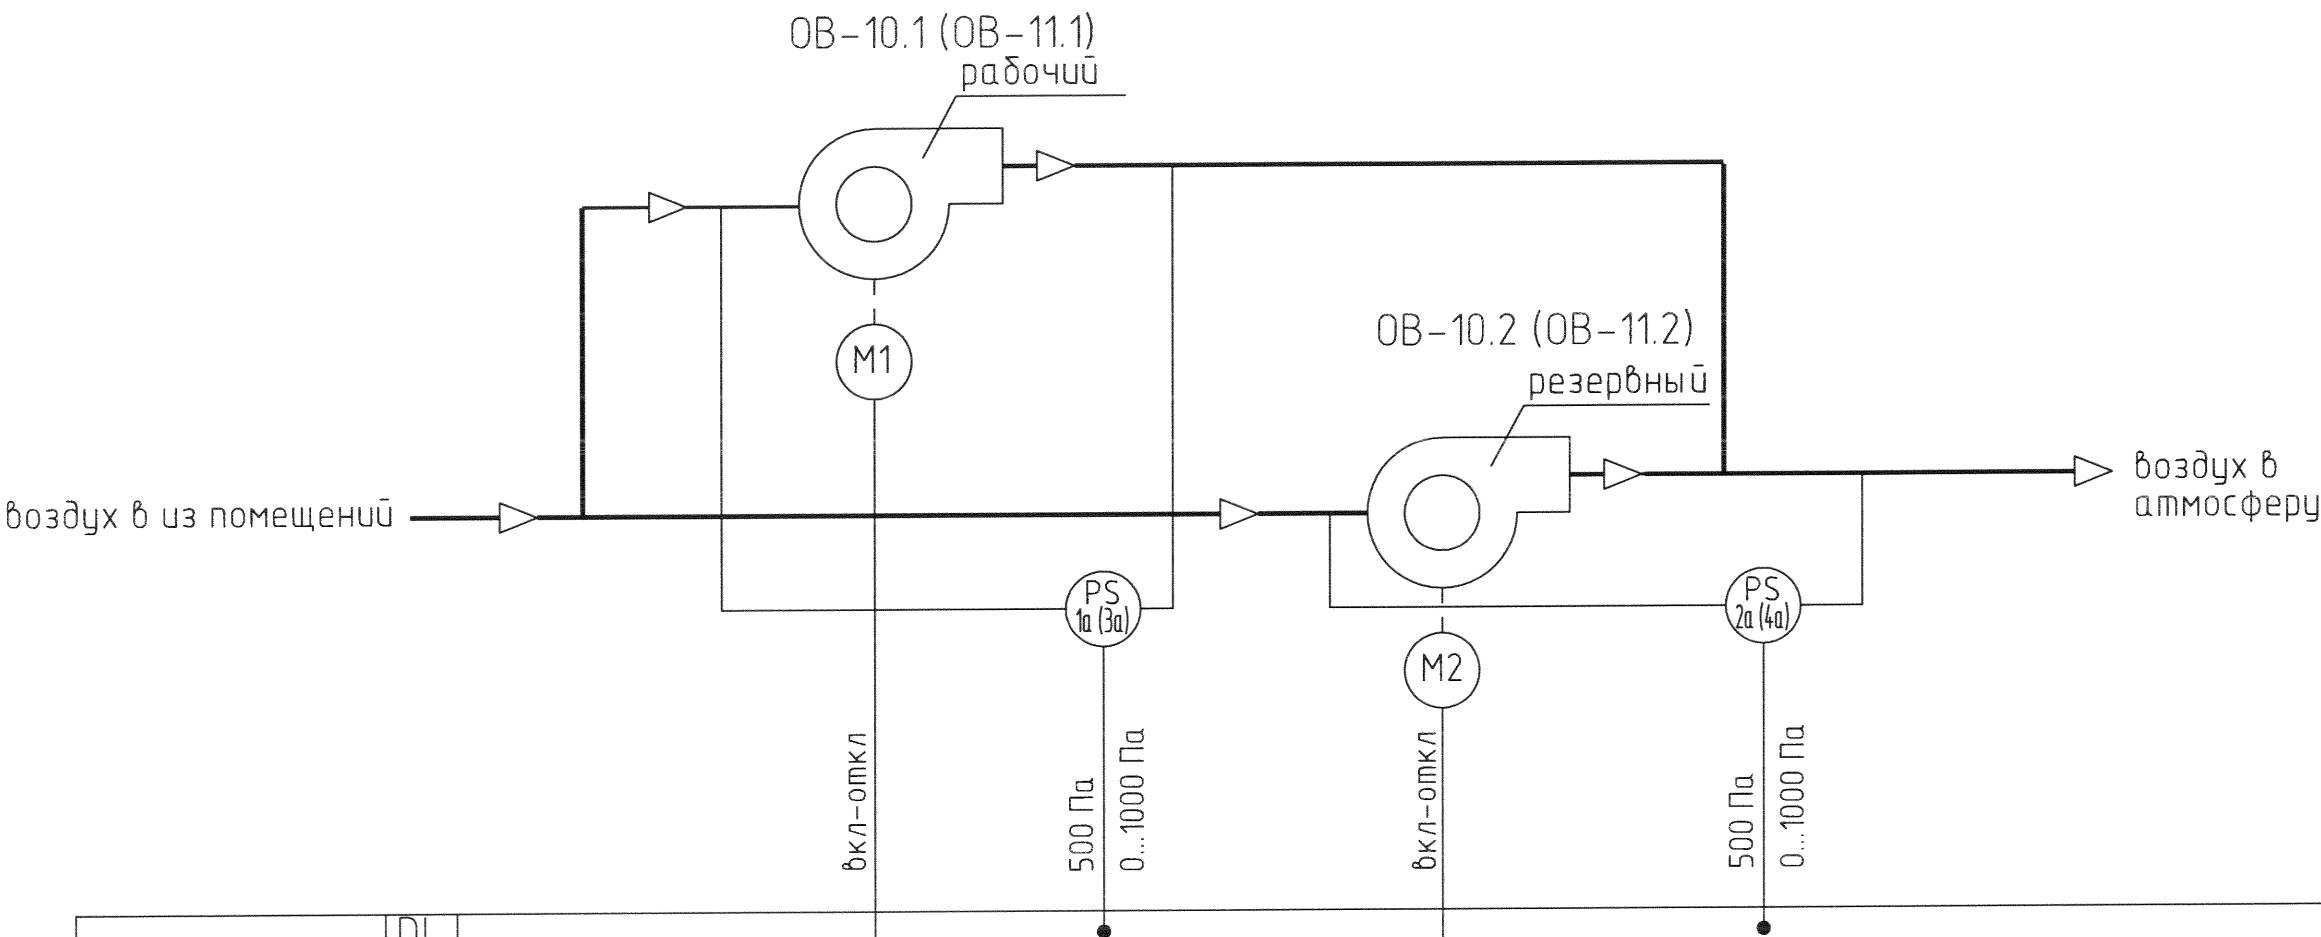 ОВ-10.1 (ОВ-11.1)
рабочий
М1
ОВ-10.2 (ОВ-11.2)
резервный
воздух в из помещений
воздух в
атмосферу
PS
1а (3а)
PS
2а (4а)
М2
вкл-откл
500 Па
0...1000 Па
вкл-откл
500 Па
0...1000 Па